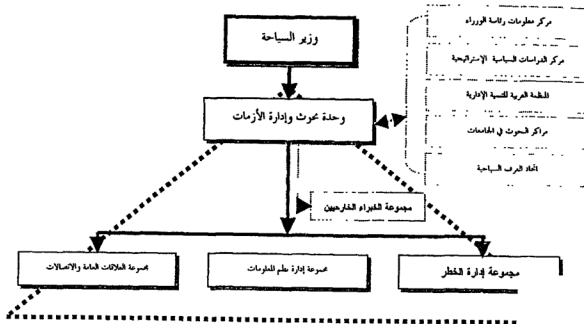 وزير السياحة
مركز معلومات رئاسة الوزراء
مركز الدراسات السياسية الإستراتيجية
المنظمة العربية للتنمية الإدارية
مراكز البحوث في الجامعات
اتحاد الغرف السياحية
وحدة بحوث وإدارة الأزمات
مجموعة الخبراء الخارجيين
مجموعة إدارة الخطر
مجموعة إدارة نظم المعلومات
مجموعة العلاقات العامة والاتصالات